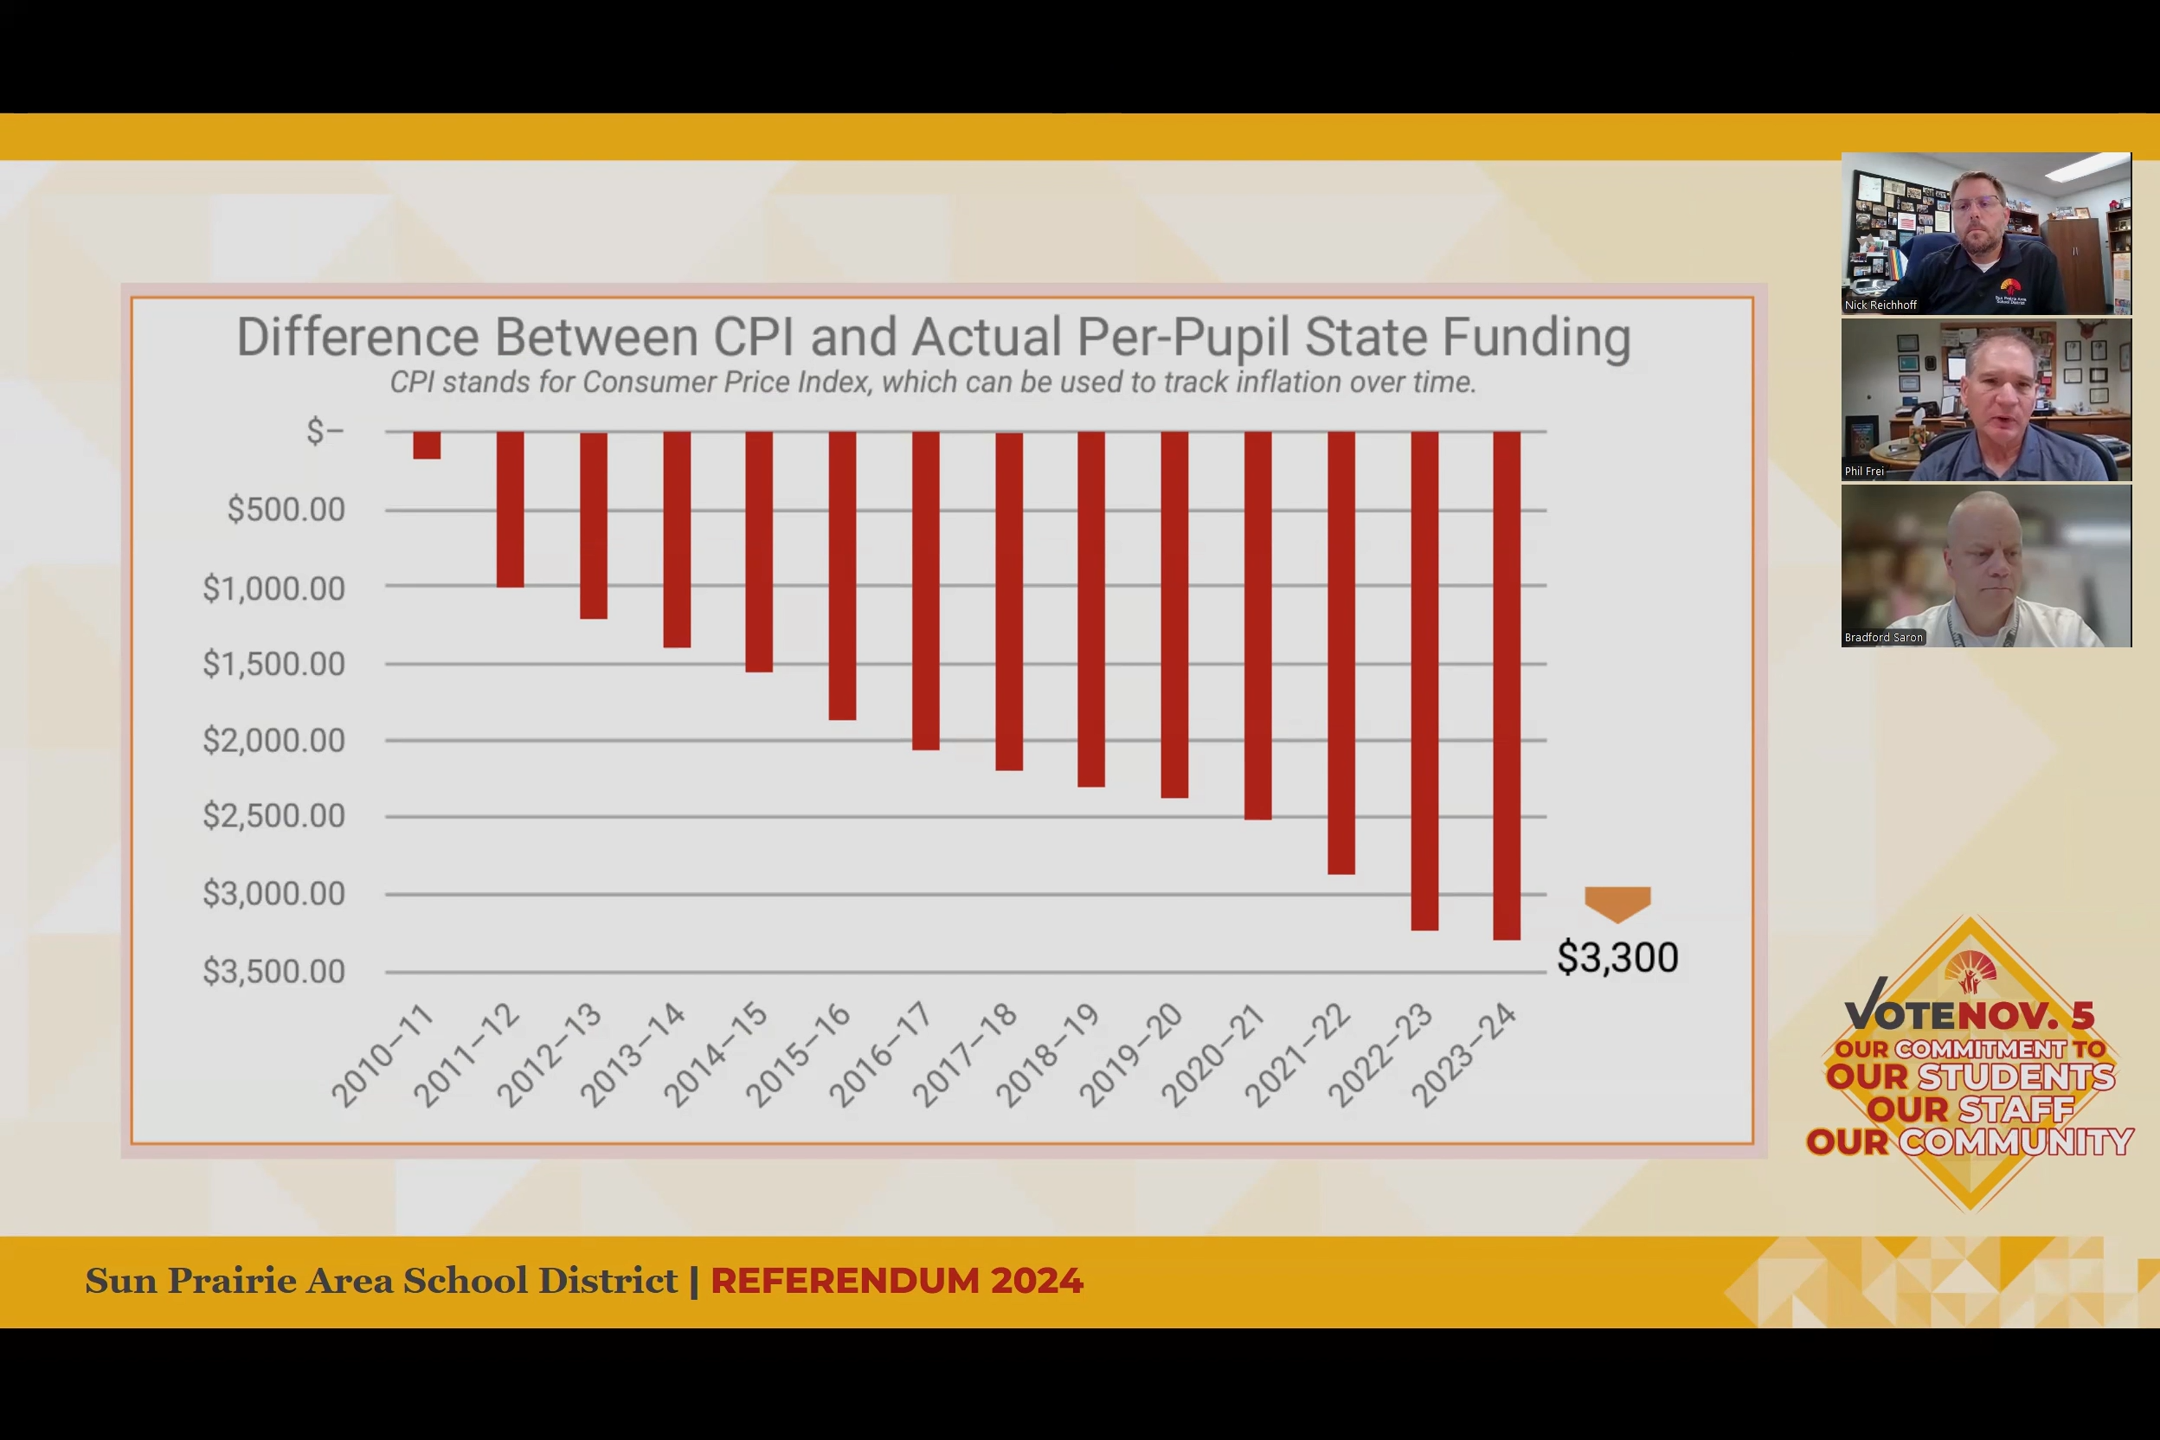 Difference Between CPI and Actual Per-Pupil State Funding
CPI stands for Consumer Price Index, which can be used to track inflation over time.
$–
$500.00
$1,000.00
$1,500.00
$2,000.00
$2,500.00
$3,000.00
$3,500.00
2010–11
2011–12
2012–13
2013–14
2014–15
2015–16
2016–17
2017–18
2018–19
2019–20
2020–21
2021–22
2022–23
2023–24
$3,300
Nick Reichhoff
Phil Frei
Bradford Saron
VOTE NOV. 5
OUR COMMITMENT TO
OUR STUDENTS
OUR STAFF
OUR COMMUNITY
Sun Prairie Area School District | REFERENDUM 2024